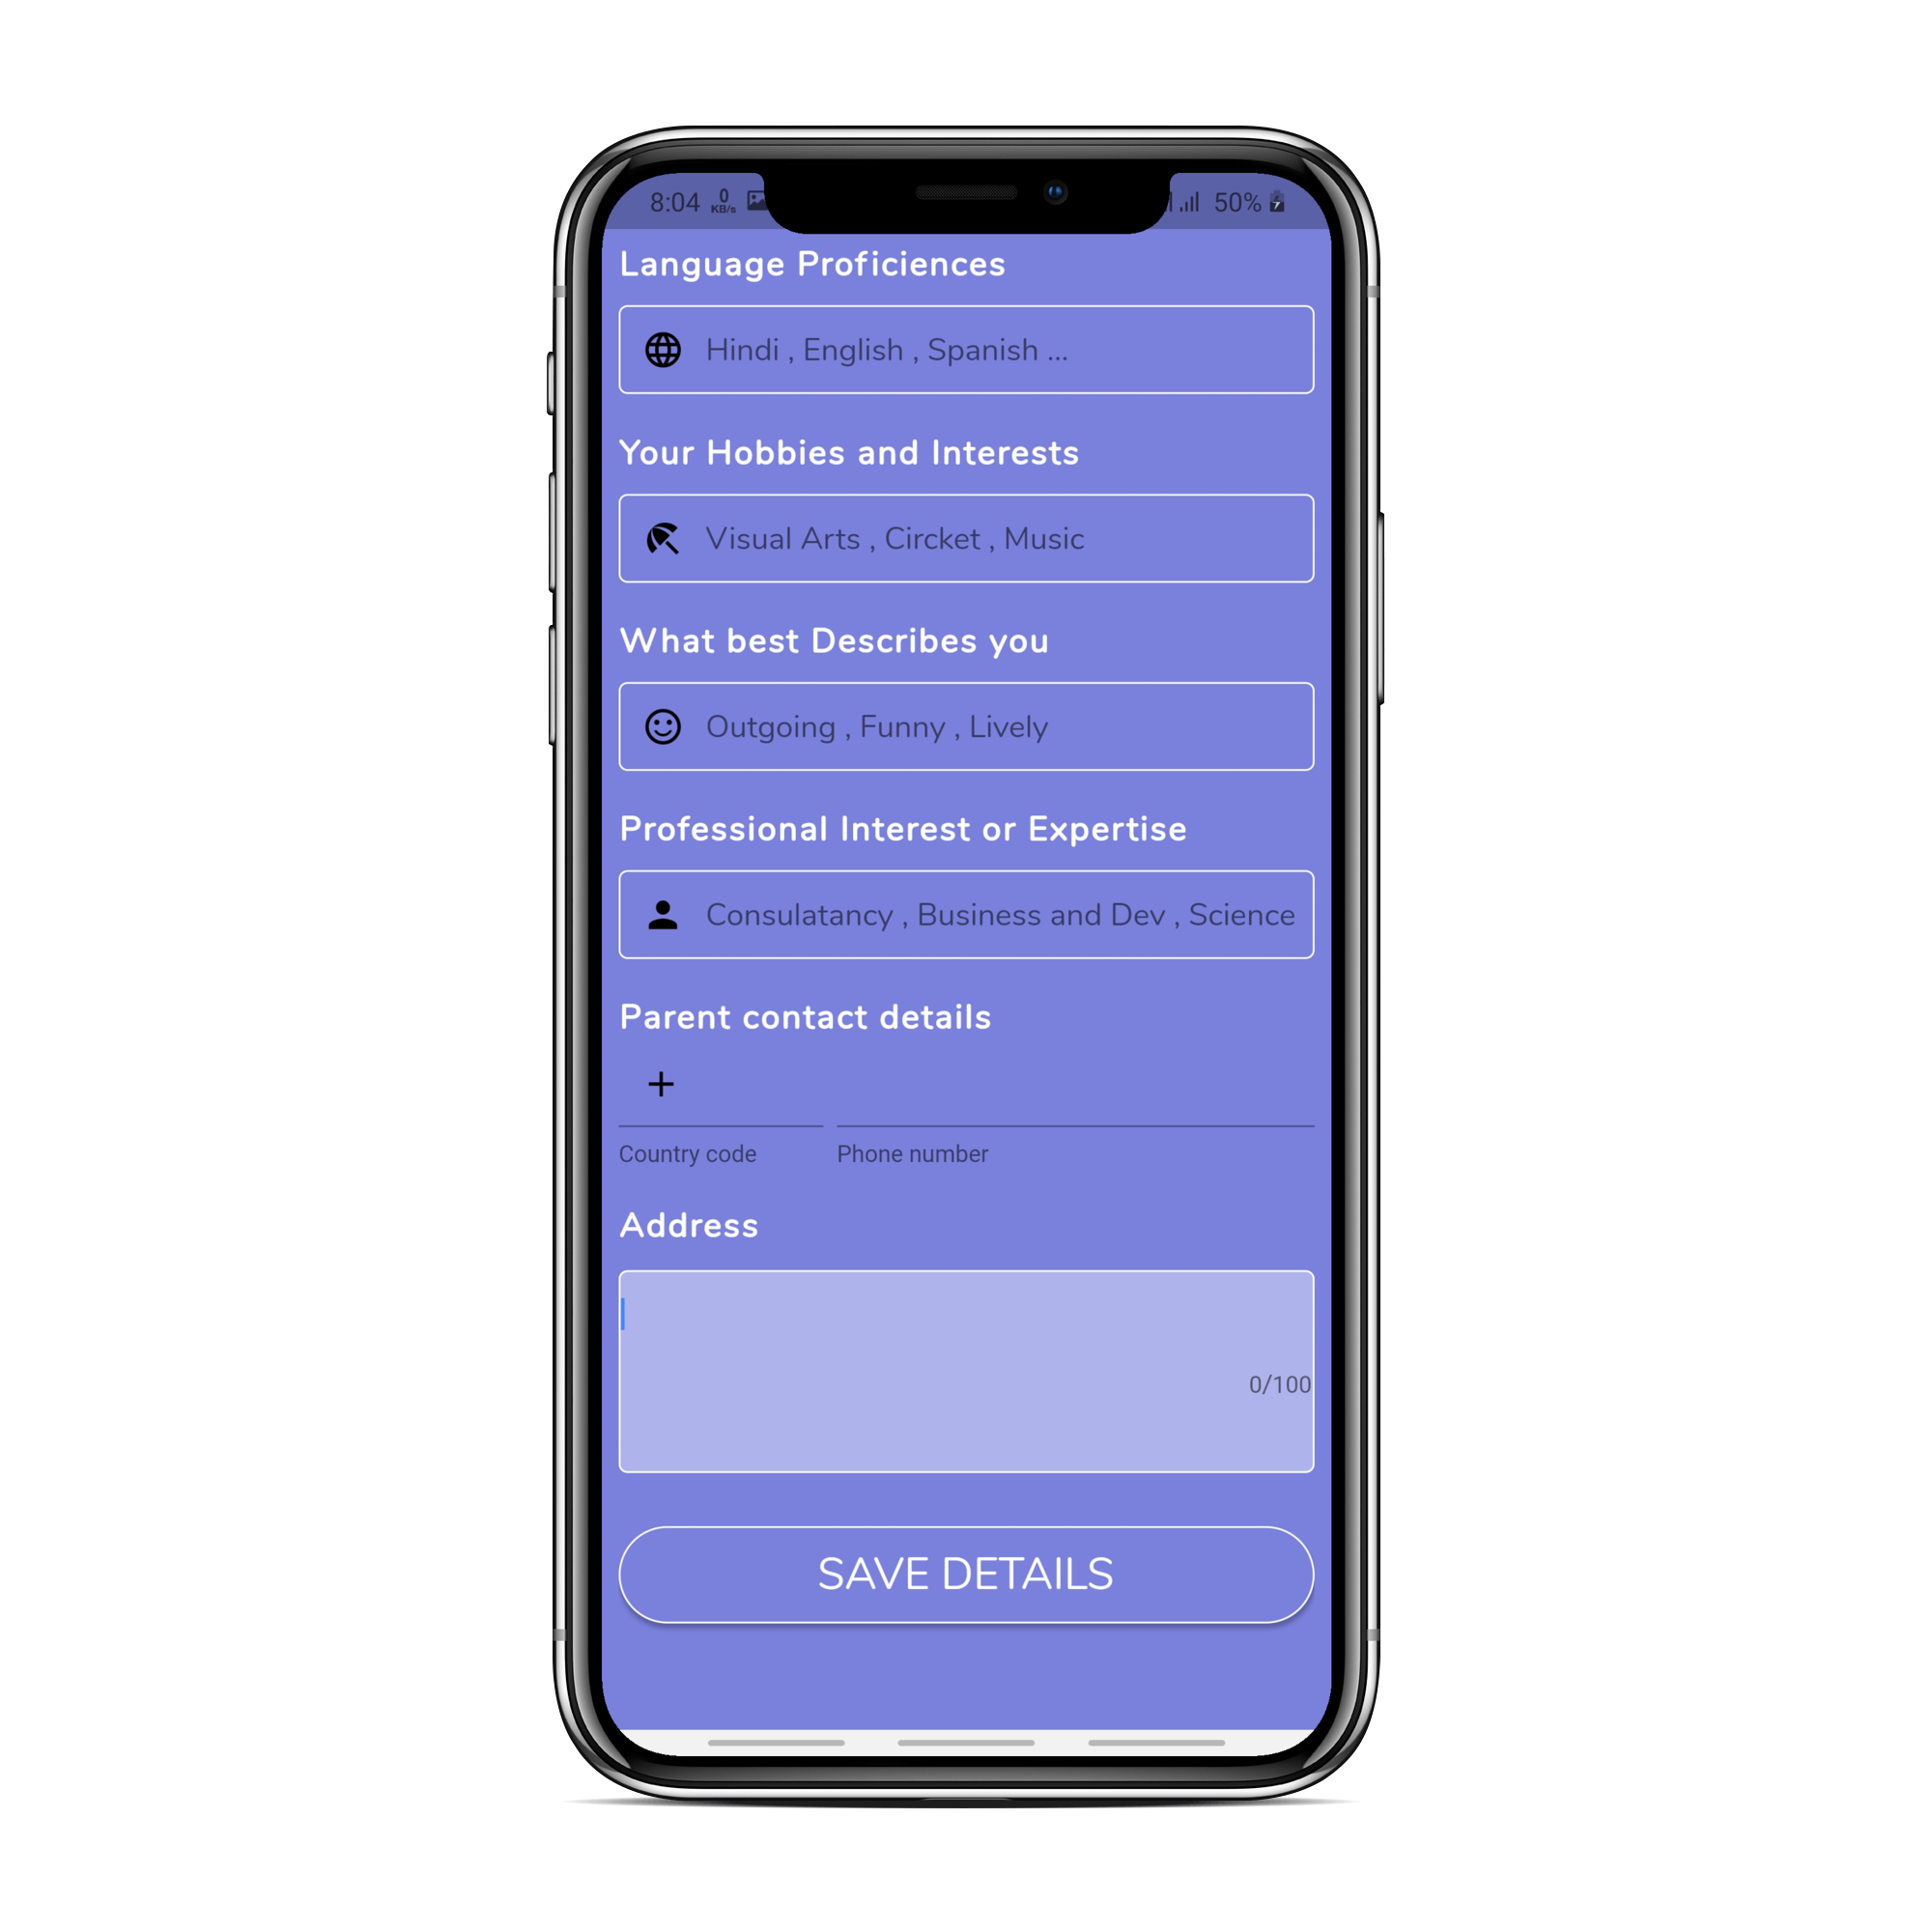 8:04 0 KB/s 50%
Language Proficiences
Hindi , English , Spanish ...
Your Hobbies and Interests
Visual Arts , Circket , Music
What best Describes you
Outgoing , Funny , Lively
Professional Interest or Expertise
Consulatancy , Business and Dev , Science
Parent contact details
+
Country code Phone number
Address
0/100
SAVE DETAILS